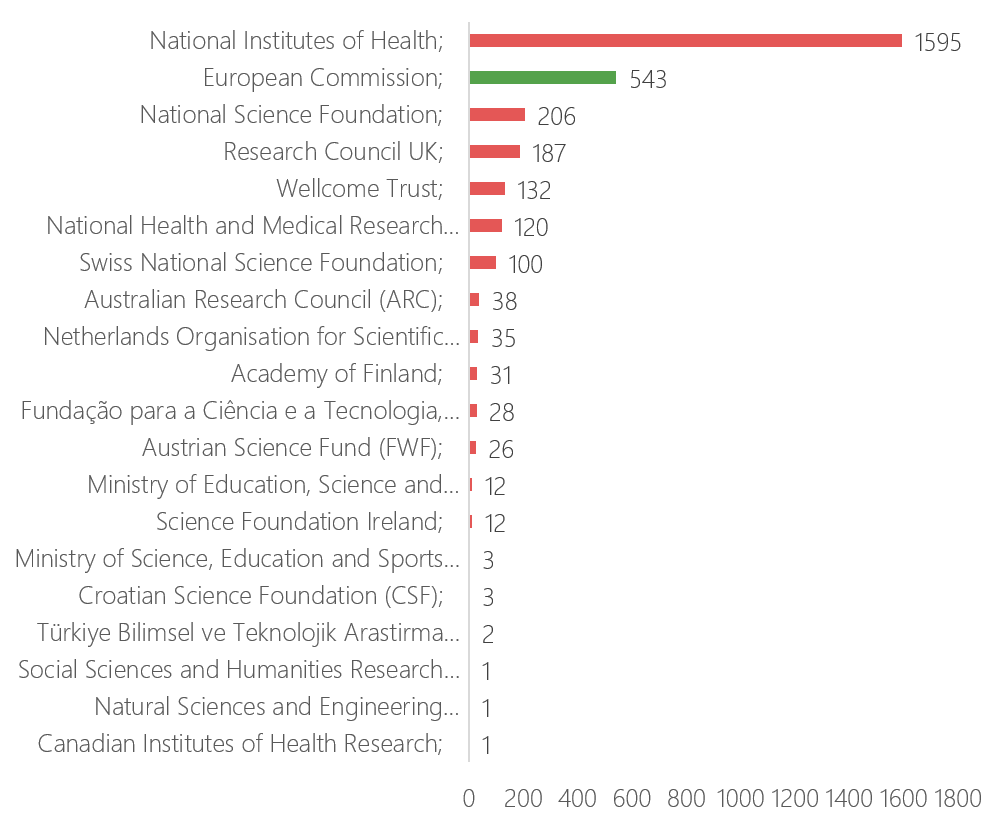 National Institutes of Health; 1595
European Commission; 543
National Science Foundation; 206
Research Council UK; 187
Wellcome Trust; 132
National Health and Medical Research... 120
Swiss National Science Foundation; 100
Australian Research Council (ARC); 38
Netherlands Organisation for Scientific... 35
Academy of Finland; 31
Fundação para a Ciência e a Tecnologia,... 28
Austrian Science Fund (FWF); 26
Ministry of Education, Science and... 12
Science Foundation Ireland; 12
Ministry of Science, Education and Sports... 3
Croatian Science Foundation (CSF); 3
Türkiye Bilimsel ve Teknolojik Arastirma... 2
Social Sciences and Humanities Research... 1
Natural Sciences and Engineering... 1
Canadian Institutes of Health Research; 1
0 200 400 600 800 1000 1200 1400 1600 1800